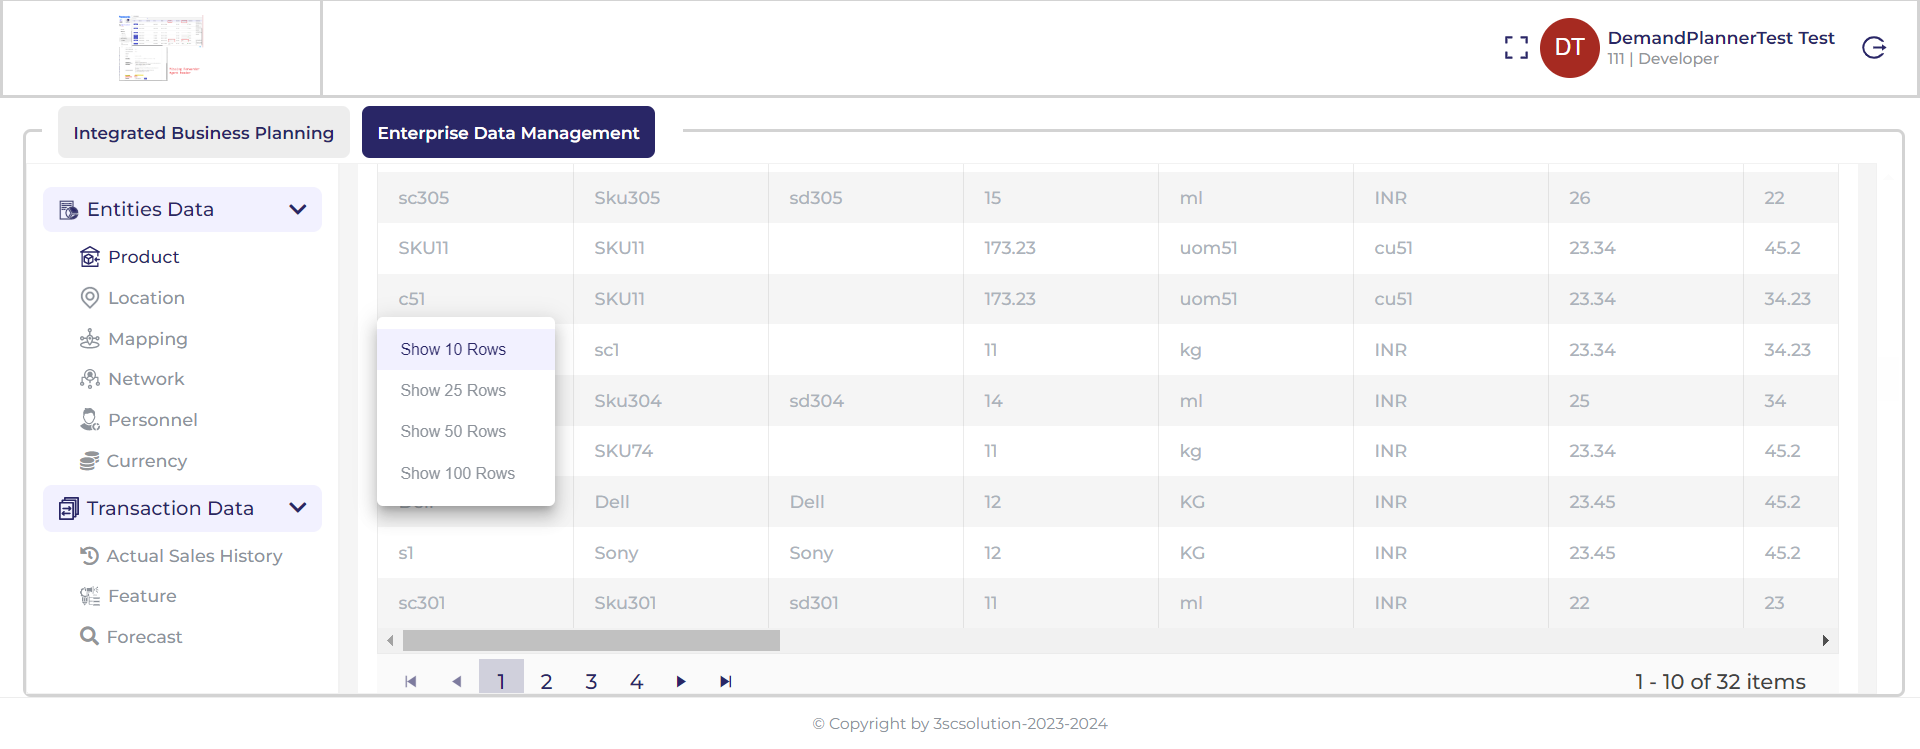 DT
DemandPlannerTest Test
111 | Developer
Integrated Business Planning
Enterprise Data Management
Entities Data
Product
Location
Mapping
Network
Personnel
Currency
Transaction Data
Actual Sales History
Feature
Forecast
sc305 Sku305 sd305 15 ml INR 26 22
SKU11 SKU11 173.23 uom51 cu51 23.34 45.2
c51 SKU11 173.23 uom51 cu51 23.34 34.23
sc1 11 kg INR 23.34 34.23
Sku304 sd304 14 ml INR 25 34
SKU74 11 kg INR 23.34 45.2
Dell Dell 12 KG INR 23.45 45.2
s1 Sony Sony 12 KG INR 23.45 45.2
sc301 Sku301 sd301 11 ml INR 22 23
Show 10 Rows
Show 25 Rows
Show 50 Rows
Show 100 Rows
1 2 3 4
1 - 10 of 32 items
© Copyright by 3scsolution-2023-2024